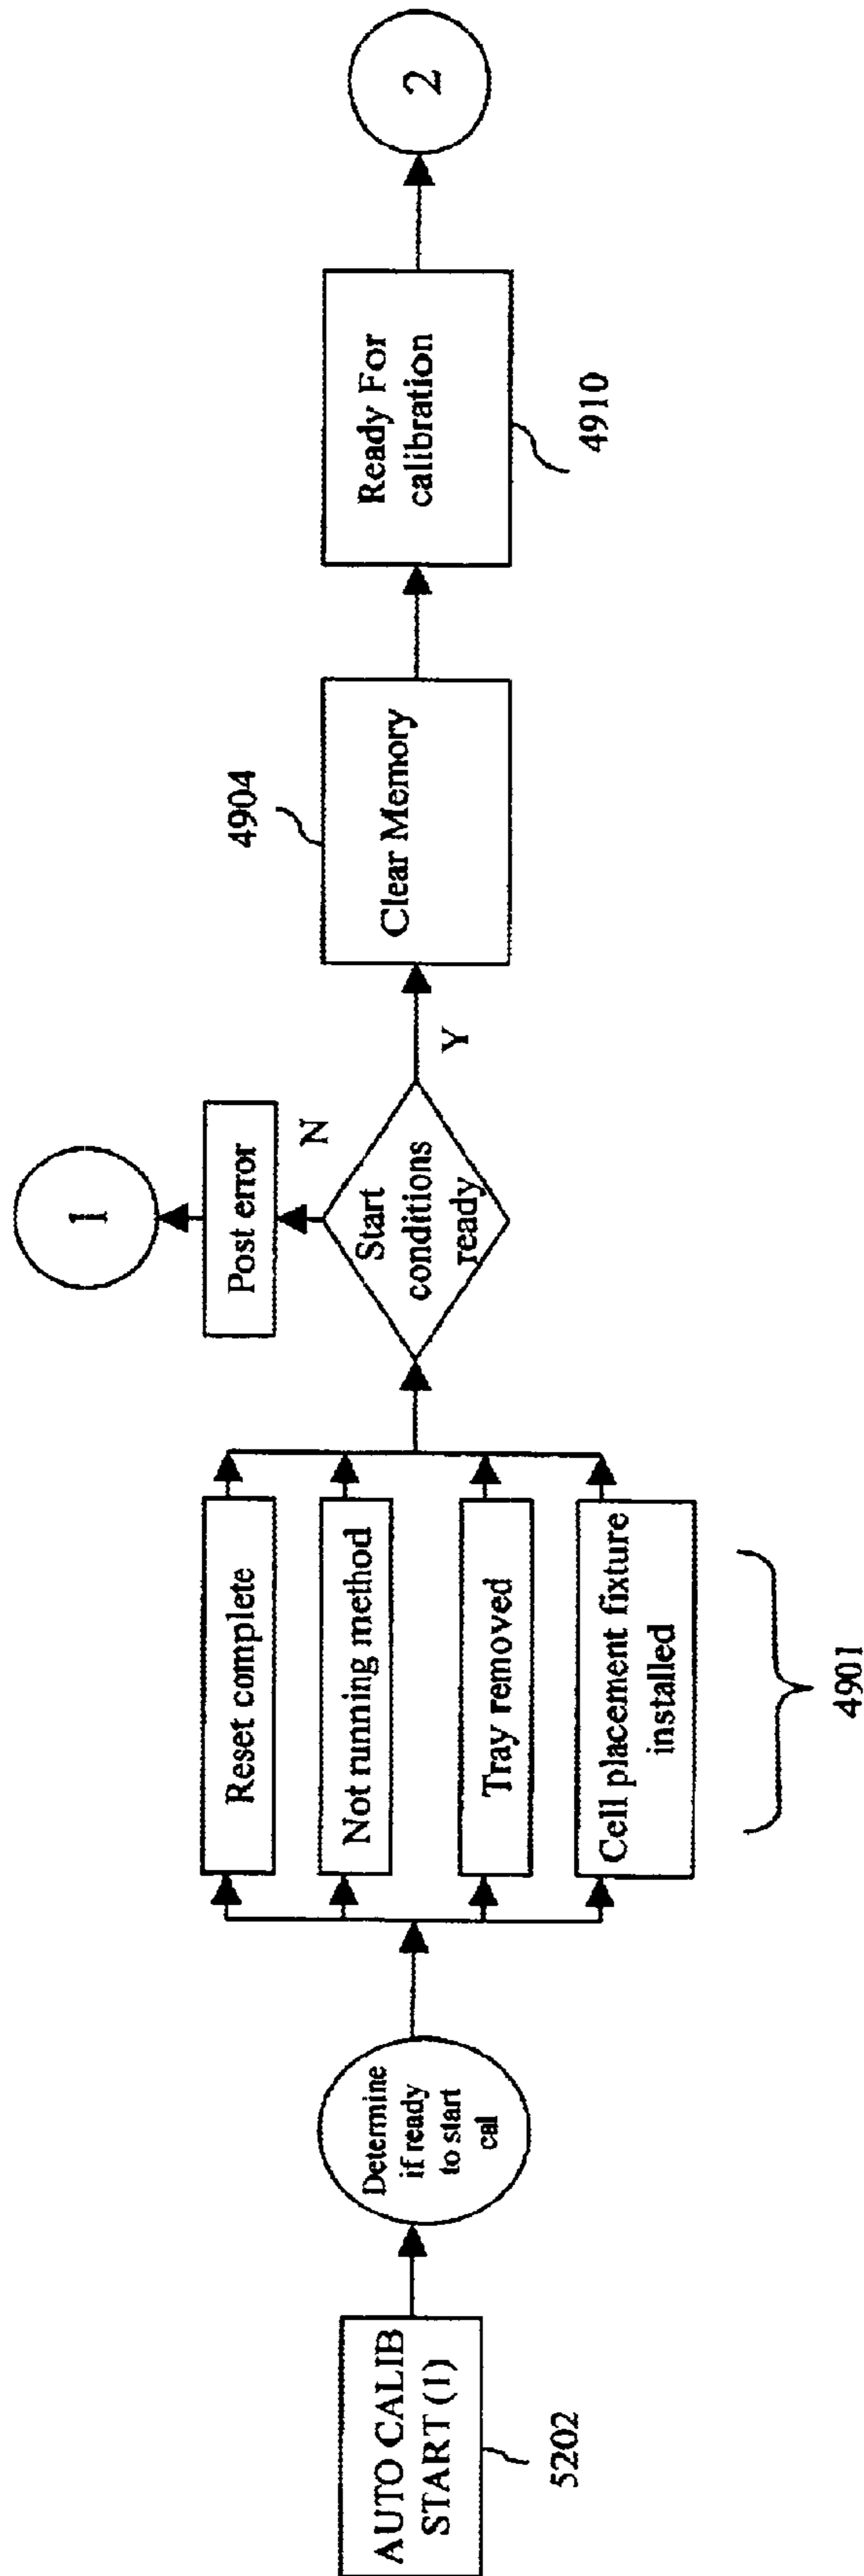 AUTO CALIB
START (1)
5202
Determine
if ready
to start
cal
Reset complete
Not running method
Tray removed
Cell placement fixture
installed
4901
Start
conditions
ready
N
Post error
1
Y
Clear Memory
4904
Ready For
calibration
4910
2